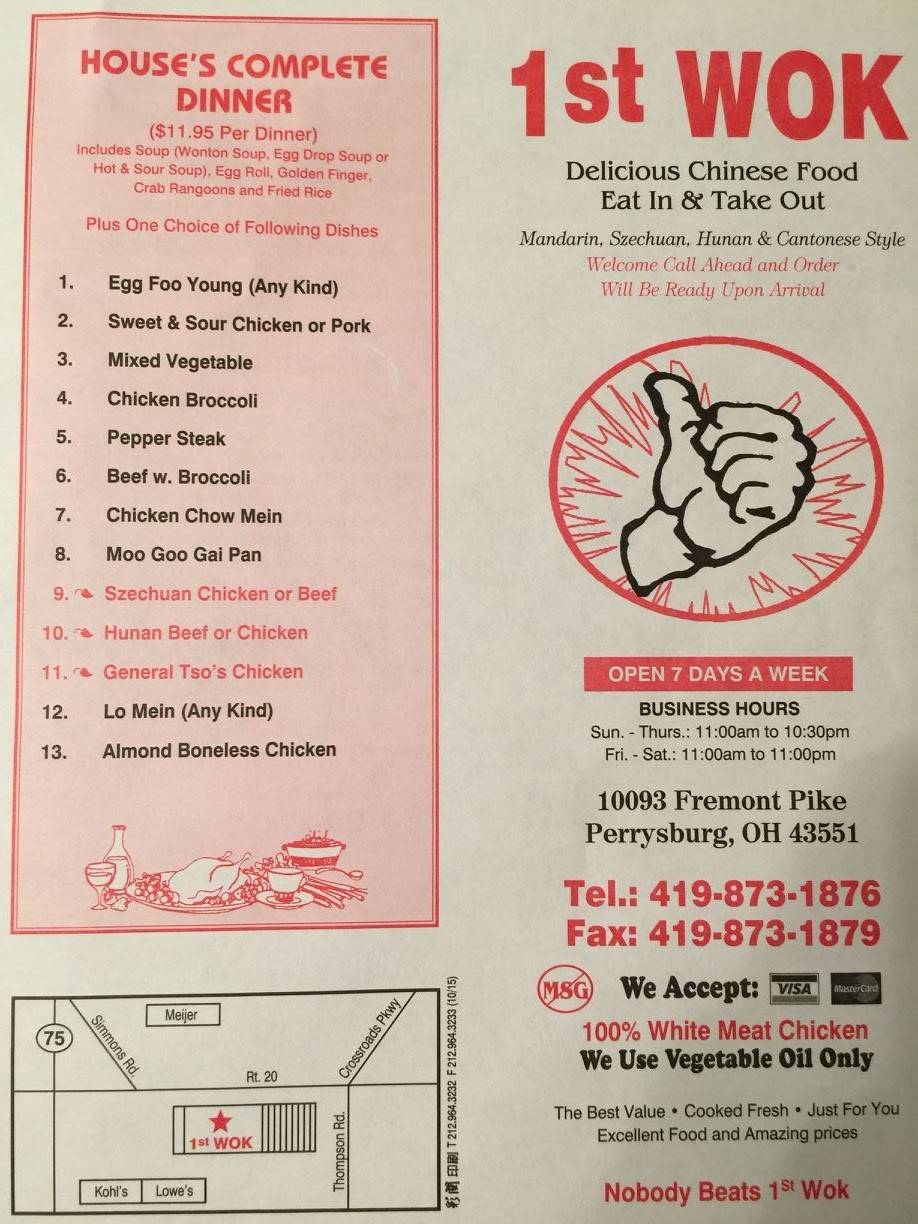 HOUSE'S COMPLETE
DINNER
($11.95 Per Dinner)
Includes Soup (Wonton Soup, Egg Drop Soup or
Hot & Sour Soup), Egg Roll, Golden Finger,
Crab Rangoons and Fried Rice
Plus One Choice of Following Dishes
1. Egg Foo Young (Any Kind)
2. Sweet & Sour Chicken or Pork
3. Mixed Vegetable
4. Chicken Broccoli
5. Pepper Steak
6. Beef w. Broccoli
7. Chicken Chow Mein
8. Moo Goo Gai Pan
9. Szechuan Chicken or Beef
10. Hunan Beef or Chicken
11. General Tso's Chicken
12. Lo Mein (Any Kind)
13. Almond Boneless Chicken
75
Simmons Rd.
Meijer
Crossroads Pkwy
Rt. 20
1st WOK
Thompson Rd.
Kohl's
Lowe's
印刷 T 212.964.3232 F 212.964.3233 (10/15)
1st WOK
Delicious Chinese Food
Eat In & Take Out
Mandarin, Szechuan, Hunan & Cantonese Style
Welcome Call Ahead and Order
Will Be Ready Upon Arrival
OPEN 7 DAYS A WEEK
BUSINESS HOURS
Sun. - Thurs.: 11:00am to 10:30pm
Fri. - Sat.: 11:00am to 11:00pm
10093 Fremont Pike
Perrysburg, OH 43551
Tel.: 419-873-1876
Fax: 419-873-1879
MSG
We Accept: VISA MasterCard
100% White Meat Chicken
We Use Vegetable Oil Only
The Best Value • Cooked Fresh • Just For You
Excellent Food and Amazing prices
Nobody Beats 1St Wok